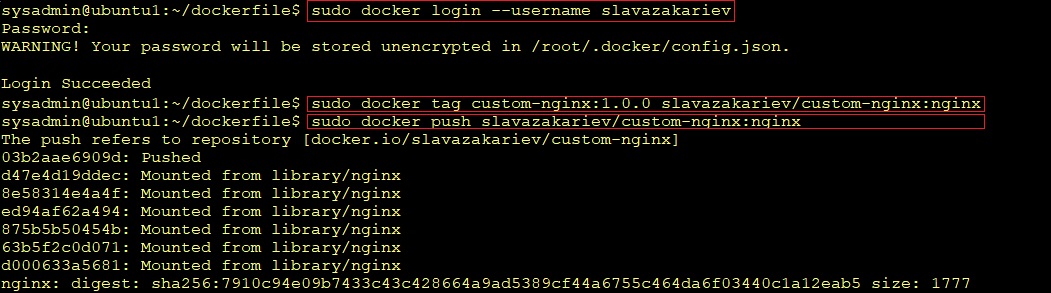 sysadmin@ubuntu1:~/dockerfile$ sudo docker login --username slavazakariev
Password:
WARNING! Your password will be stored unencrypted in /root/.docker/config.json.
Login Succeeded
sysadmin@ubuntu1:~/dockerfile$ sudo docker tag custom-nginx:1.0.0 slavazakariev/custom-nginx:nginx
sysadmin@ubuntu1:~/dockerfile$ sudo docker push slavazakariev/custom-nginx:nginx
The push refers to repository [docker.io/slavazakariev/custom-nginx]
03b2aae6909d: Pushed
d47e4d19ddec: Mounted from library/nginx
8e58314e4a4f: Mounted from library/nginx
ed94af62a494: Mounted from library/nginx
875b5b50454b: Mounted from library/nginx
63b5f2c0d071: Mounted from library/nginx
d000633a5681: Mounted from library/nginx
nginx: digest: sha256:7910c94e09b7433c43c428664a9ad5389cf44a6755c464da6f03440c1a12eab5 size: 1777